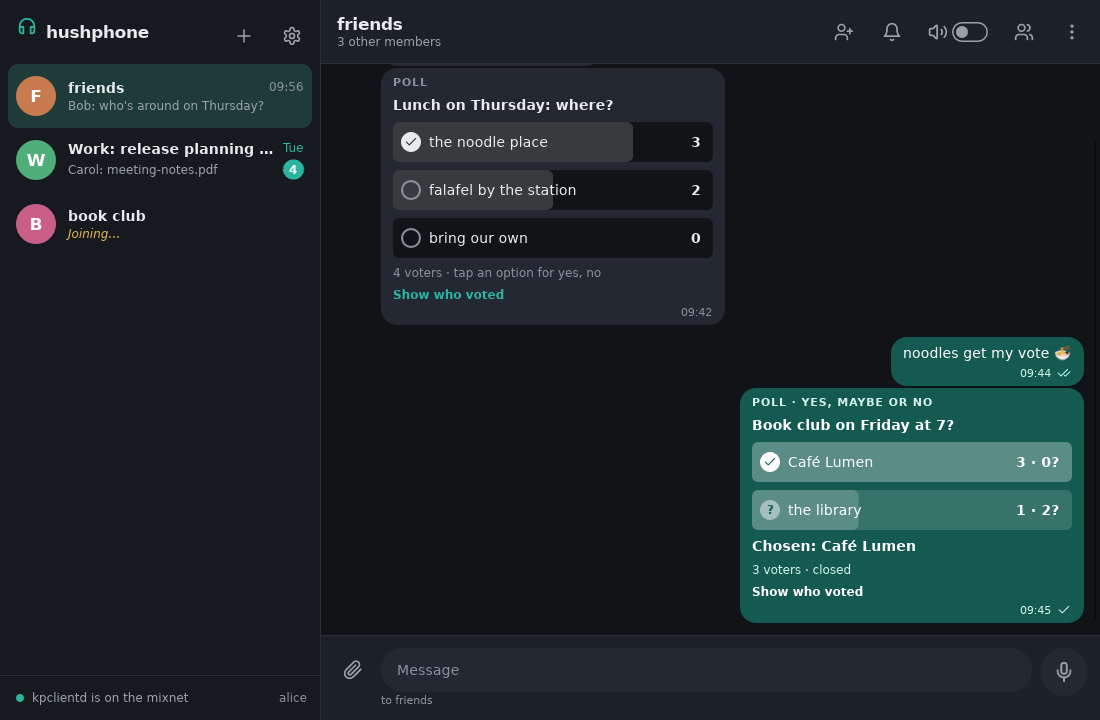 hushphone
F
friends
09:56
Bob: who's around on Thursday?
W
Work: release planning …
Tue
Carol: meeting-notes.pdf
4
B
book club
Joining…
kpclientd is on the mixnet
alice
friends
3 other members
POLL
Lunch on Thursday: where?
the noodle place 3
falafel by the station 2
bring our own 0
4 voters · tap an option for yes, no
Show who voted
09:42
noodles get my vote 🍜
09:44
POLL · YES, MAYBE OR NO
Book club on Friday at 7?
Café Lumen 3 · 0?
? the library 1 · 2?
Chosen: Café Lumen
3 voters · closed
Show who voted
09:45
Message
to friends